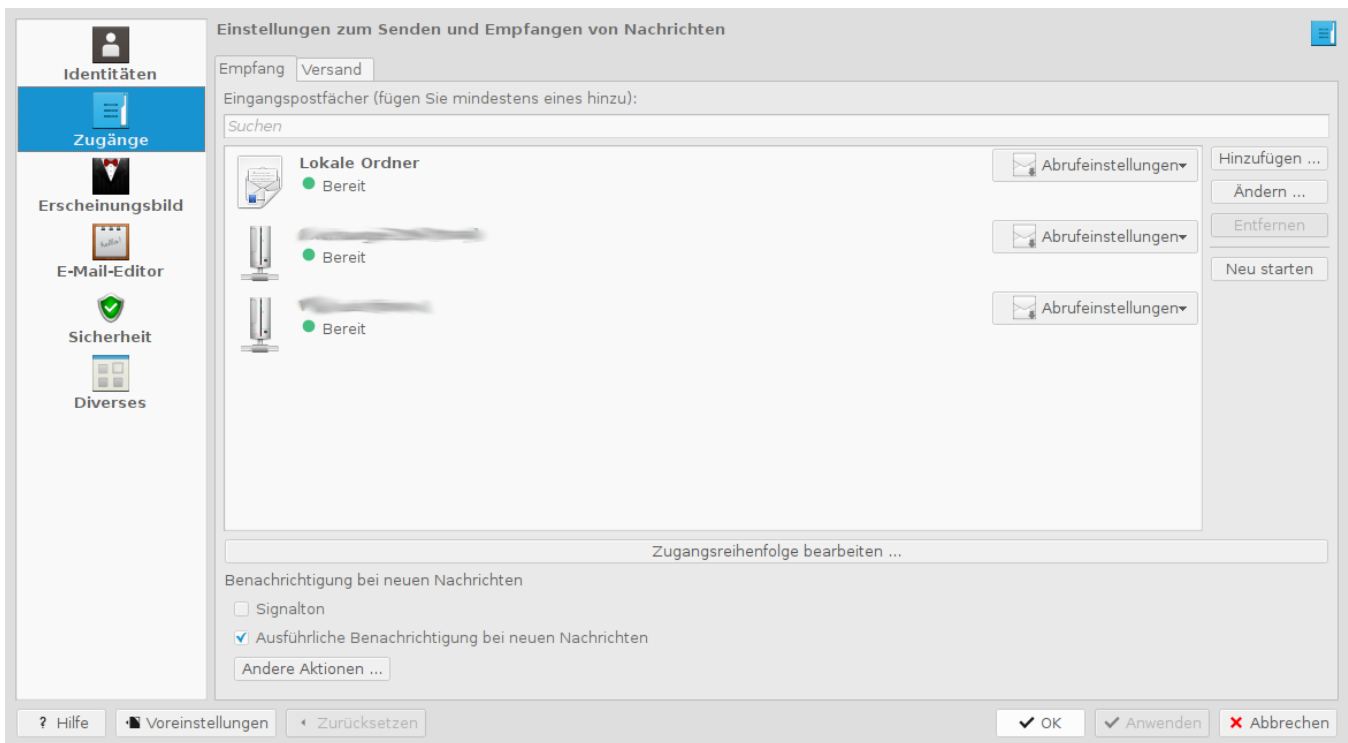 Einstellungen zum Senden und Empfangen von Nachrichten
Identitäten
Zugänge
Erscheinungsbild
hello!
E-Mail-Editor
Sicherheit
Diverses
Empfang
Versand
Eingangspostfächer (fügen Sie mindestens eines hinzu):
Suchen
Lokale Ordner
Bereit
Abrufeinstellungen
Bereit
Abrufeinstellungen
Bereit
Abrufeinstellungen
Hinzufügen ...
Ändern ...
Entfernen
Neu starten
Zugangsreihenfolge bearbeiten ...
Benachrichtigung bei neuen Nachrichten
Signalton
Ausführliche Benachrichtigung bei neuen Nachrichten
Andere Aktionen ...
? Hilfe
Voreinstellungen
Zurücksetzen
OK
Anwenden
Abbrechen